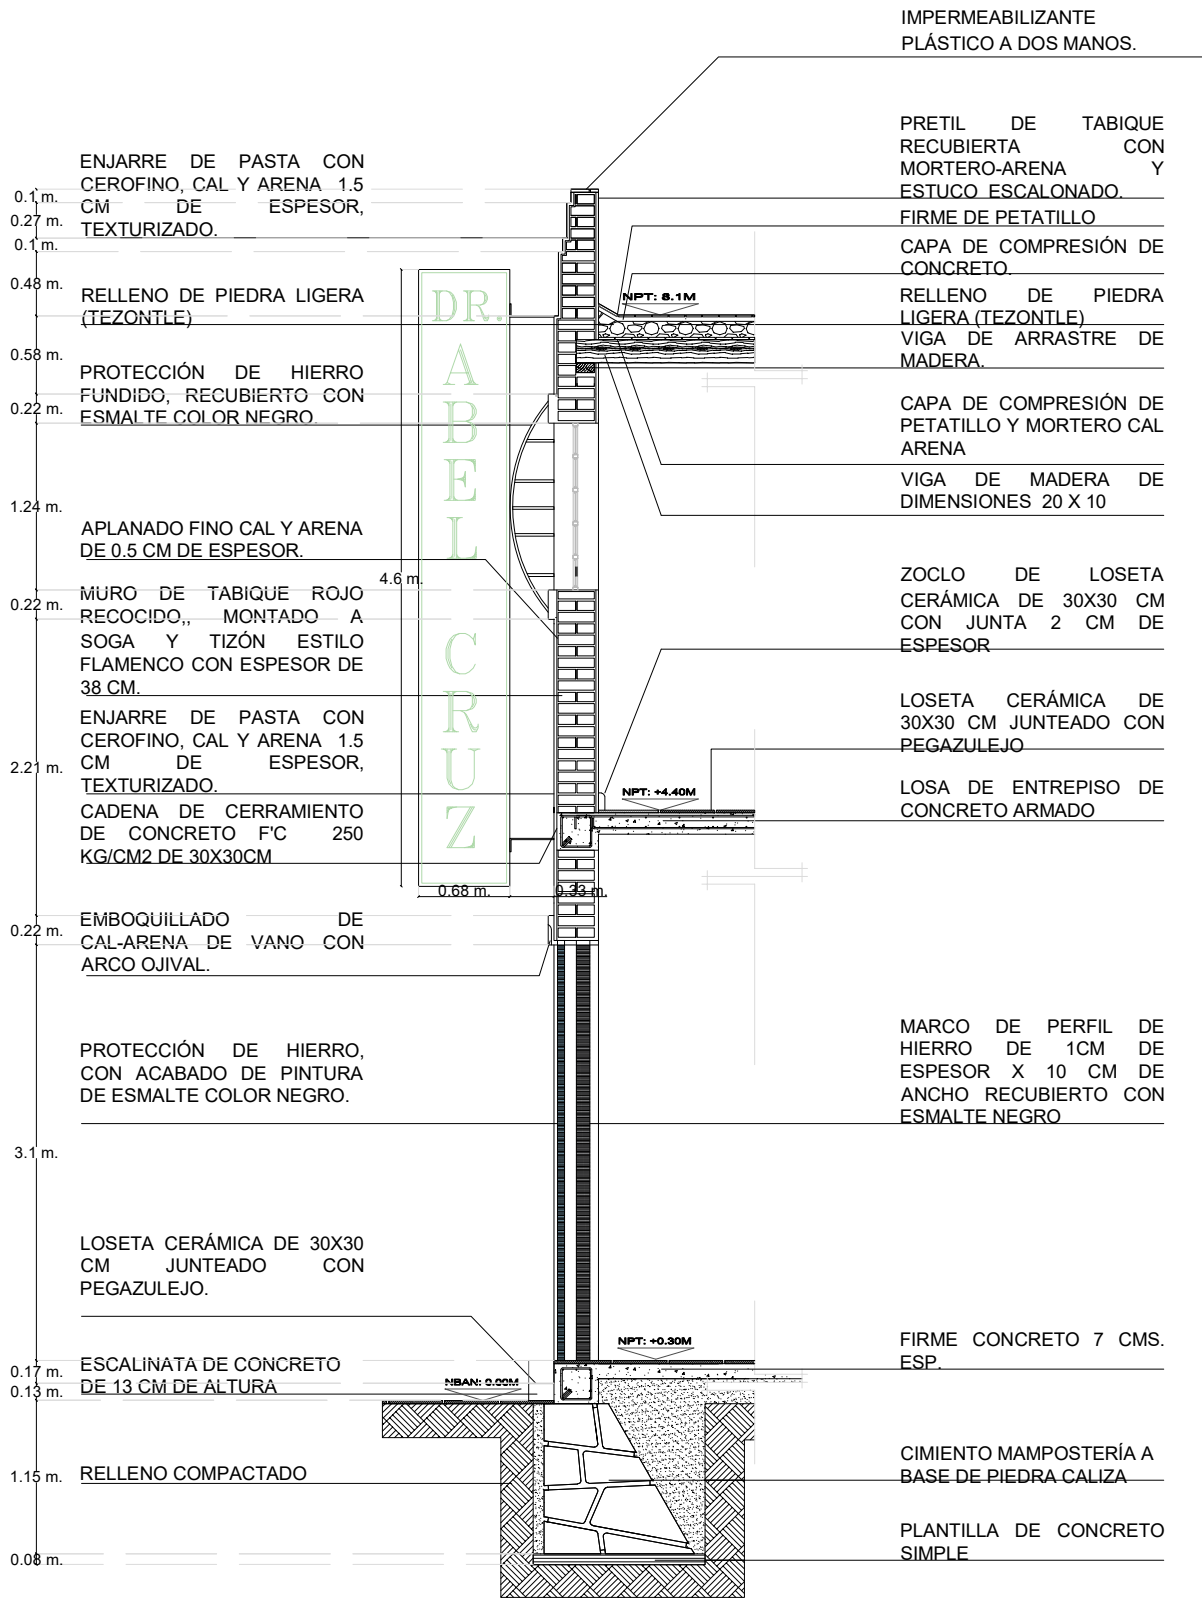 IMPERMEABILIZANTE
PLÁSTICO A DOS MANOS.
PRETIL DE TABIQUE
RECUBIERTA CON
MORTERO-ARENA Y
ESTUCO ESCALONADO.
FIRME DE PETATILLO
CAPA DE COMPRESIÓN DE
CONCRETO.
RELLENO DE PIEDRA
LIGERA (TEZONTLE)
VIGA DE ARRASTRE DE
MADERA.
CAPA DE COMPRESIÓN DE
PETATILLO Y MORTERO CAL
ARENA
VIGA DE MADERA DE
DIMENSIONES 20 X 10
ZOCLO DE LOSETA
CERÁMICA DE 30X30 CM
CON JUNTA 2 CM DE
ESPESOR
LOSETA CERÁMICA DE
30X30 CM JUNTEADO CON
PEGAZULEJO
LOSA DE ENTREPISO DE
CONCRETO ARMADO
MARCO DE PERFIL DE
HIERRO DE 1CM DE
ESPESOR X 10 CM DE
ANCHO RECUBIERTO CON
ESMALTE NEGRO
FIRME CONCRETO 7 CMS.
ESP.
CIMIENTO MAMPOSTERÍA A
BASE DE PIEDRA CALIZA
PLANTILLA DE CONCRETO
SIMPLE
ENJARRE DE PASTA CON
CEROFINO, CAL Y ARENA 1.5
CM DE ESPESOR,
TEXTURIZADO.
RELLENO DE PIEDRA LIGERA
(TEZONTLE)
PROTECCIÓN DE HIERRO
FUNDIDO, RECUBIERTO CON
ESMALTE COLOR NEGRO.
APLANADO FINO CAL Y ARENA
DE 0.5 CM DE ESPESOR.
MURO DE TABIQUE ROJO
RECOCIDO,, MONTADO A
SOGA Y TIZÓN ESTILO
FLAMENCO CON ESPESOR DE
38 CM.
ENJARRE DE PASTA CON
CEROFINO, CAL Y ARENA 1.5
CM DE ESPESOR,
TEXTURIZADO.
CADENA DE CERRAMIENTO
DE CONCRETO F'C 250
KG/CM2 DE 30X30CM
EMBOQUILLADO DE
CAL-ARENA DE VANO CON
ARCO OJIVAL.
PROTECCIÓN DE HIERRO,
CON ACABADO DE PINTURA
DE ESMALTE COLOR NEGRO.
LOSETA CERÁMICA DE 30X30
CM JUNTEADO CON
PEGAZULEJO.
ESCALINATA DE CONCRETO
DE 13 CM DE ALTURA
RELLENO COMPACTADO
0.1 m.
0.27 m.
0.1 m.
0.48 m.
0.58 m.
0.22 m.
1.24 m.
0.22 m.
2.21 m.
0.22 m.
3.1 m.
0.17 m.
0.13 m.
1.15 m.
0.08 m.
4.6 m.
0.68 m.
0.33 m.
DR.
A
B
E
L
C
R
U
Z
NPT: 8.1M
NPT: +4.40M
NPT: +0.30M
NBAN: 0.00M